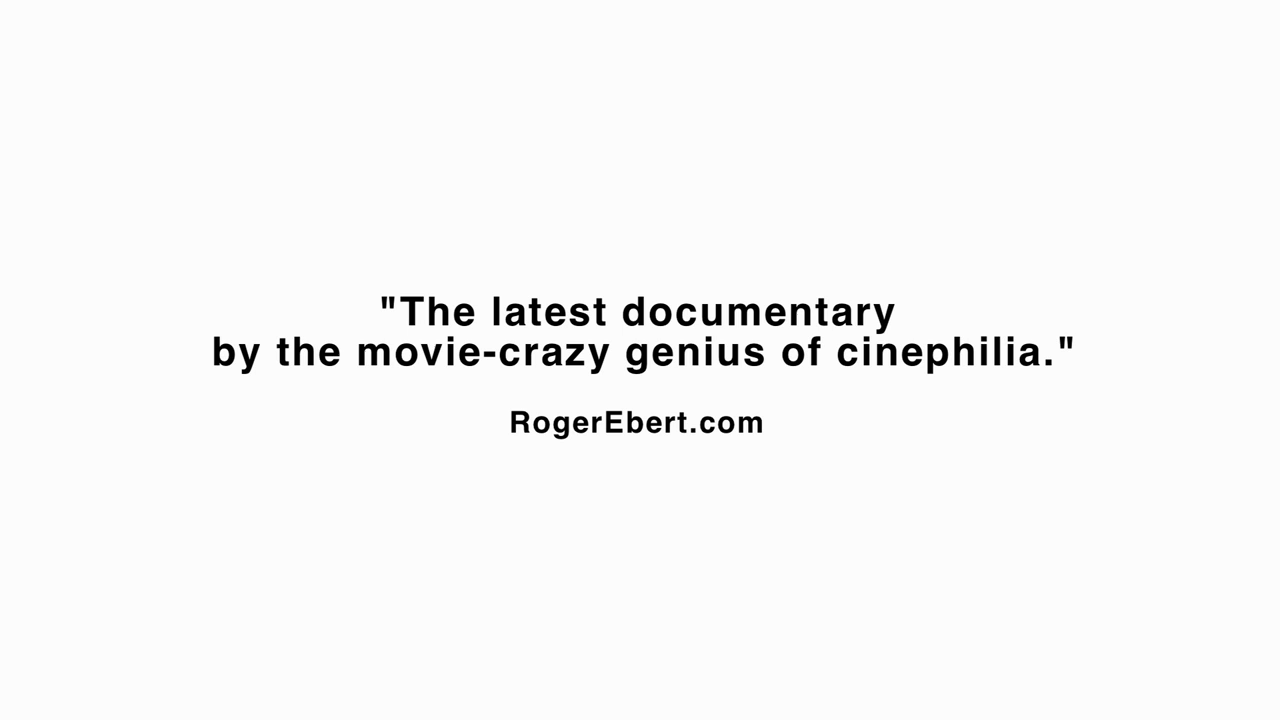 "The latest documentary
by the movie-crazy genius of cinephilia."
RogerEbert.com